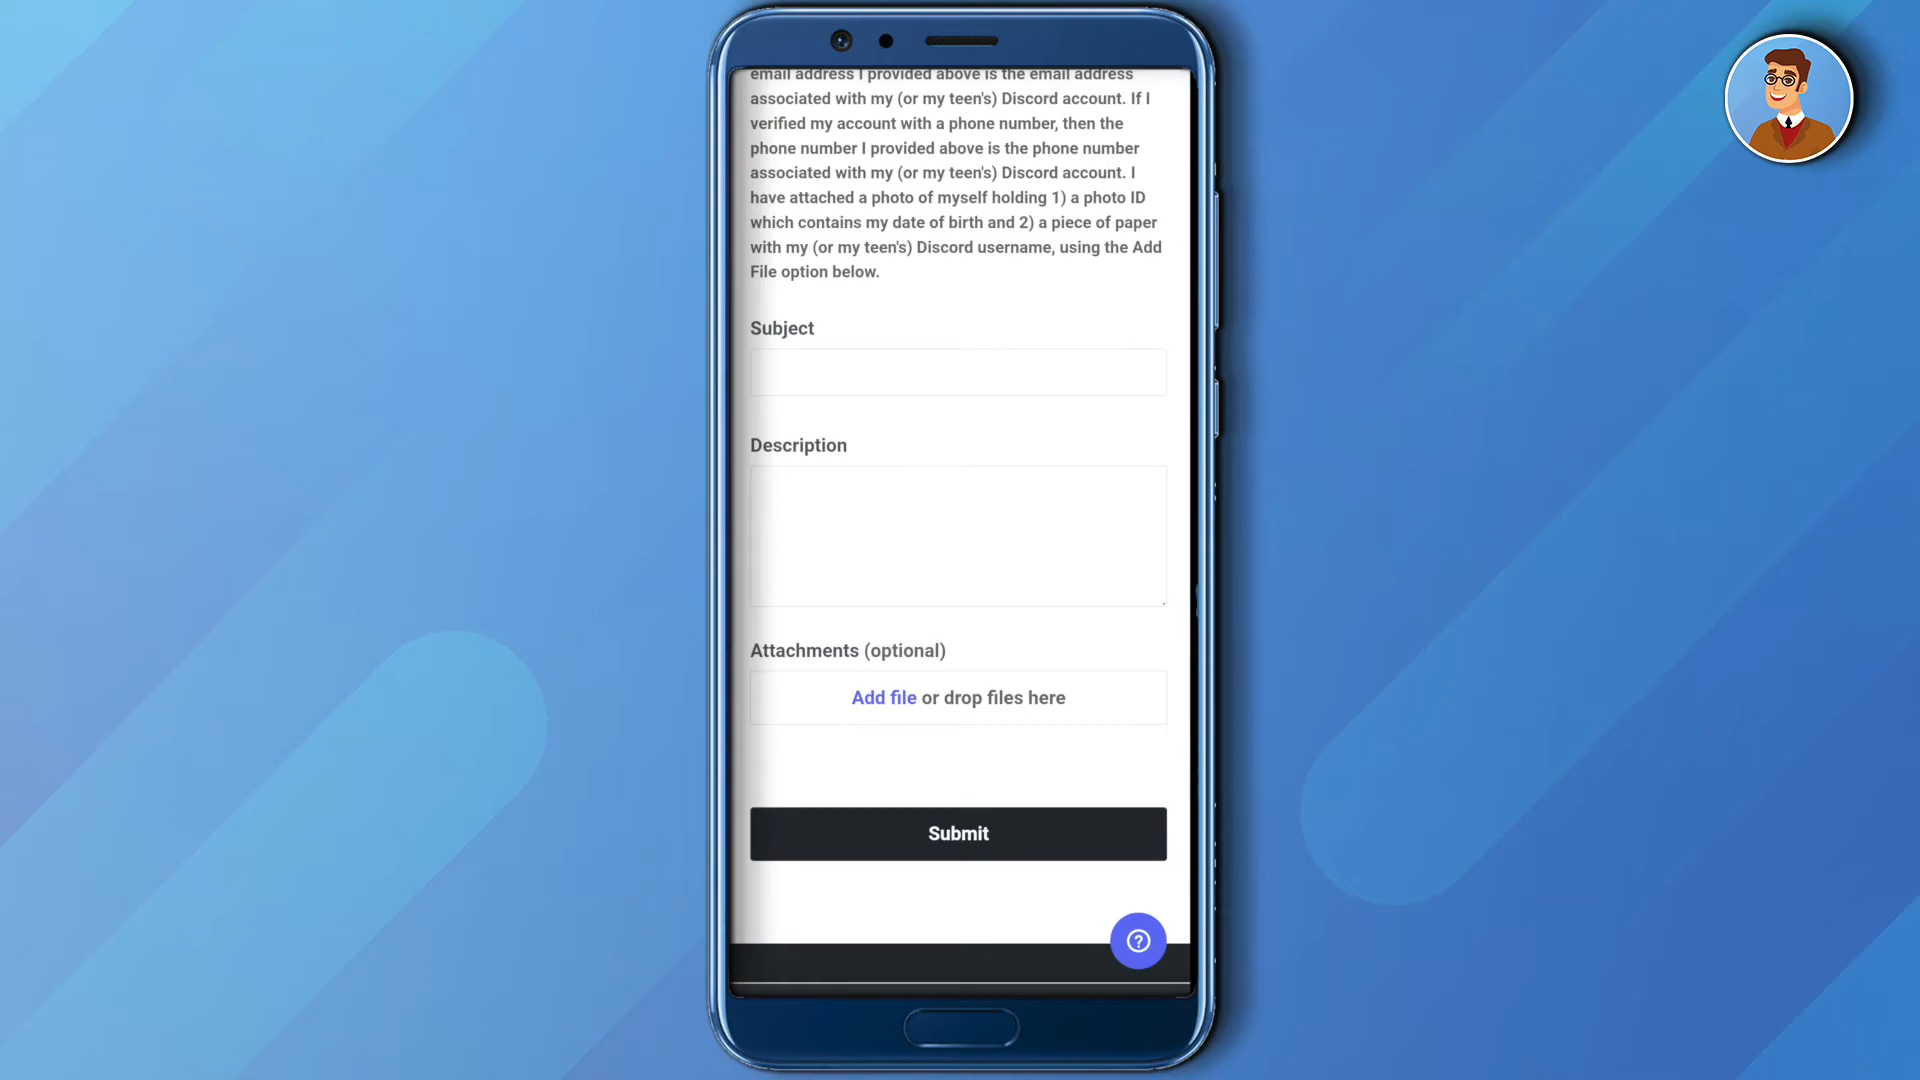 email address I provided above is the email address
associated with my (or my teen's) Discord account. If I
verified my account with a phone number, then the
phone number I provided above is the phone number
associated with my (or my teen's) Discord account. I
have attached a photo of myself holding 1) a photo ID
which contains my date of birth and 2) a piece of paper
with my (or my teen's) Discord username, using the Add
File option below.
Subject
Description
Attachments (optional)
Add file or drop files here
Submit
?